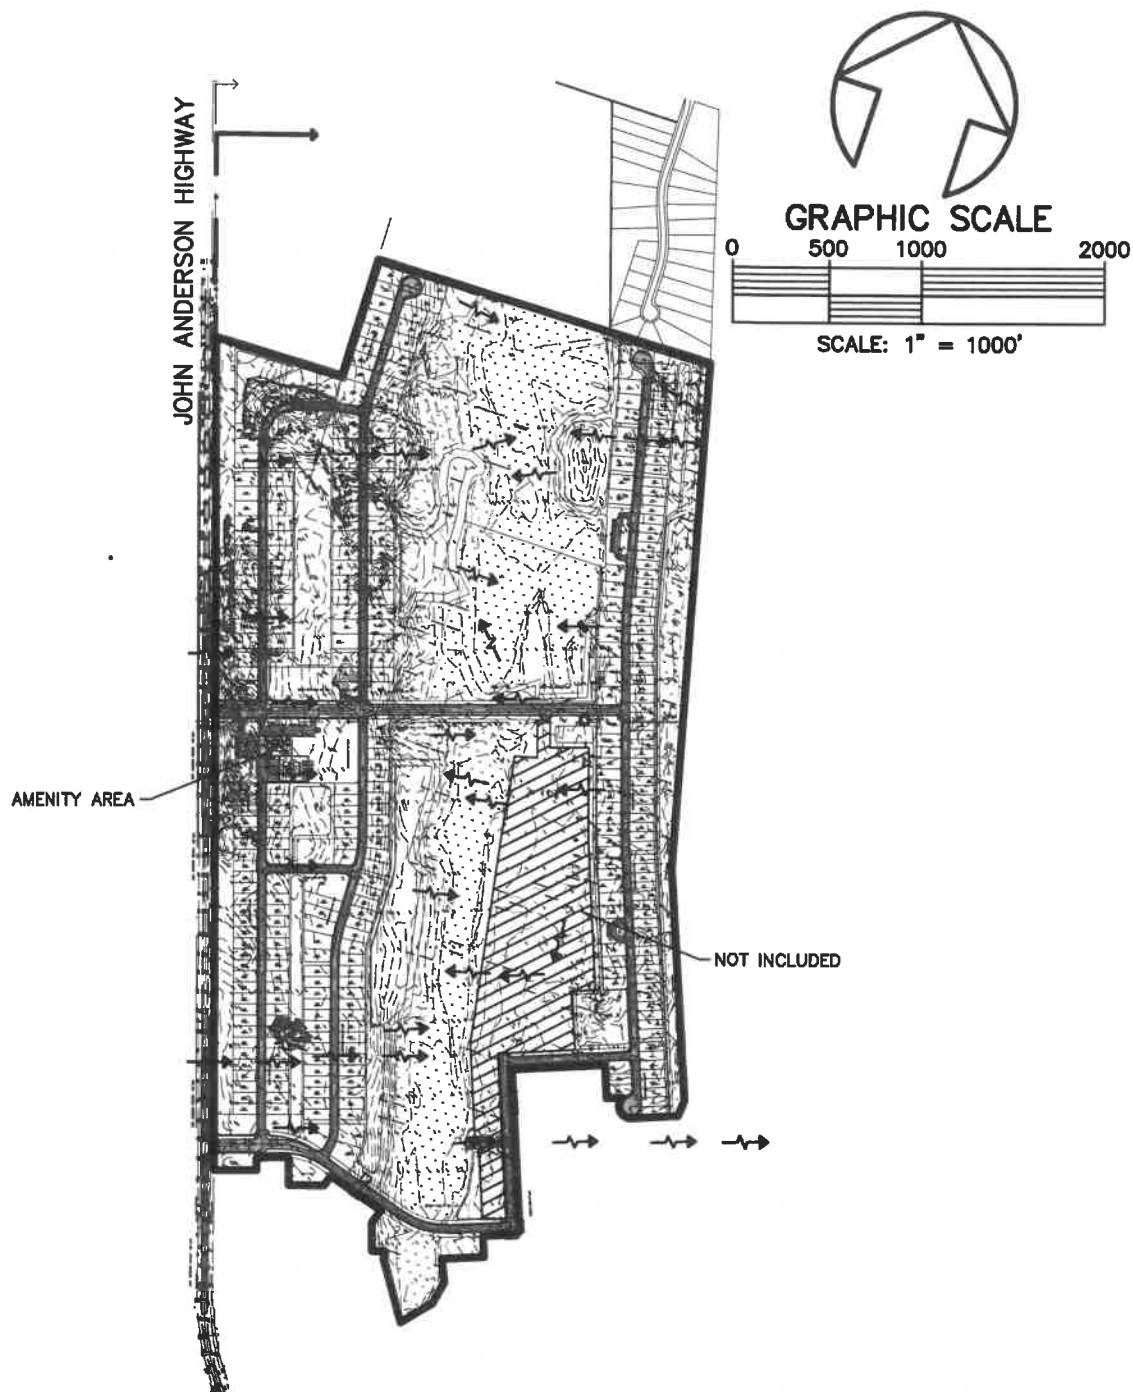 JOHN ANDERSON HIGHWAY
GRAPHIC SCALE
0 500 1000 2000
SCALE: 1" = 1000'
AMENITY AREA
NOT INCLUDED